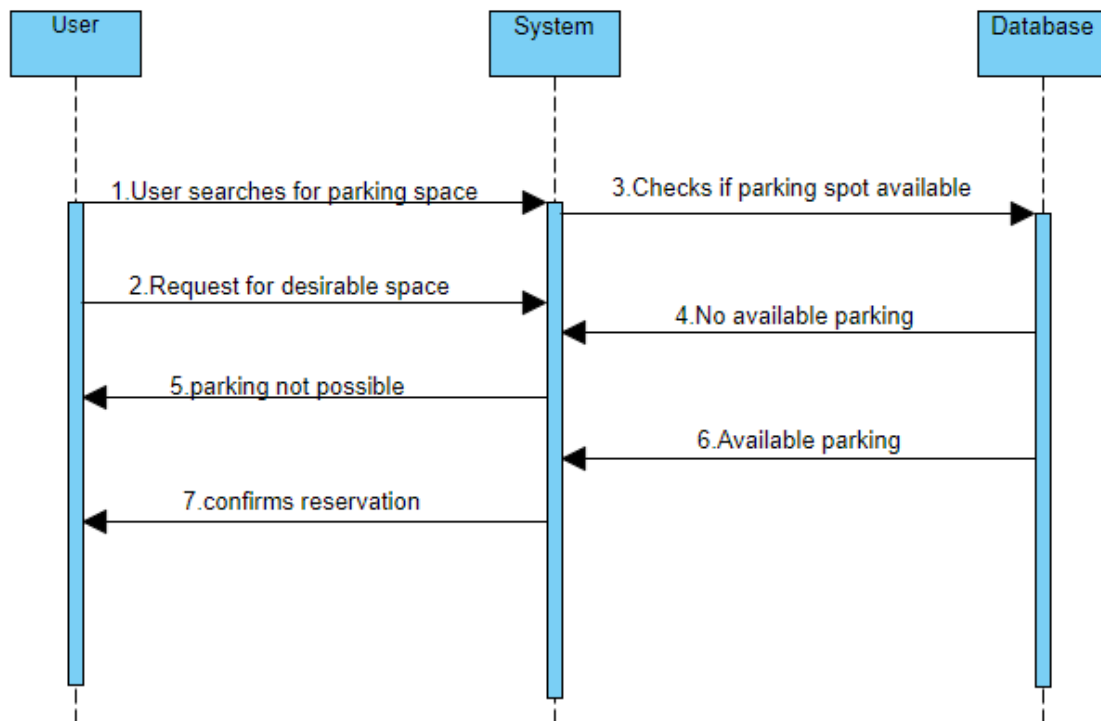 User
System
Database
1.User searches for parking space
3.Checks if parking spot available
2.Request for desirable space
4.No available parking
5.parking not possible
6.Available parking
7.confirms reservation